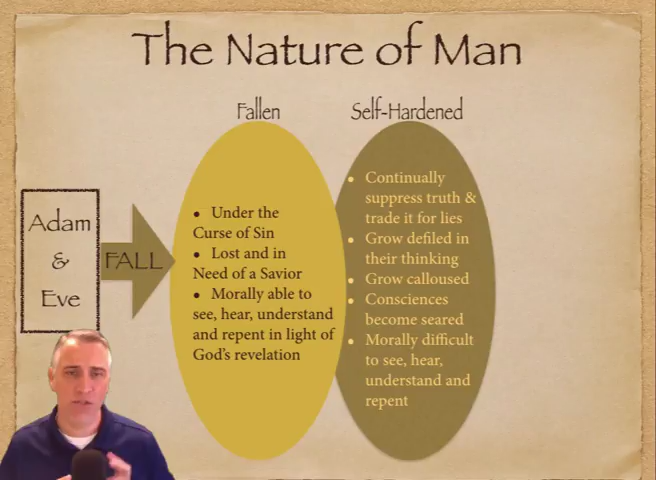 The Nature of Man
Fallen
Self-Hardened
Adam
&
Eve
FALL
• Under the
Curse of Sin
• Lost and in
Need of a Savior
• Morally able to
see, hear, understand
and repent in light of
God's revelation
• Continually
suppress truth &
trade it for lies
• Grow defiled in
their thinking
• Grow calloused
• Consciences
become seared
• Morally difficult
to see, hear,
understand and
repent